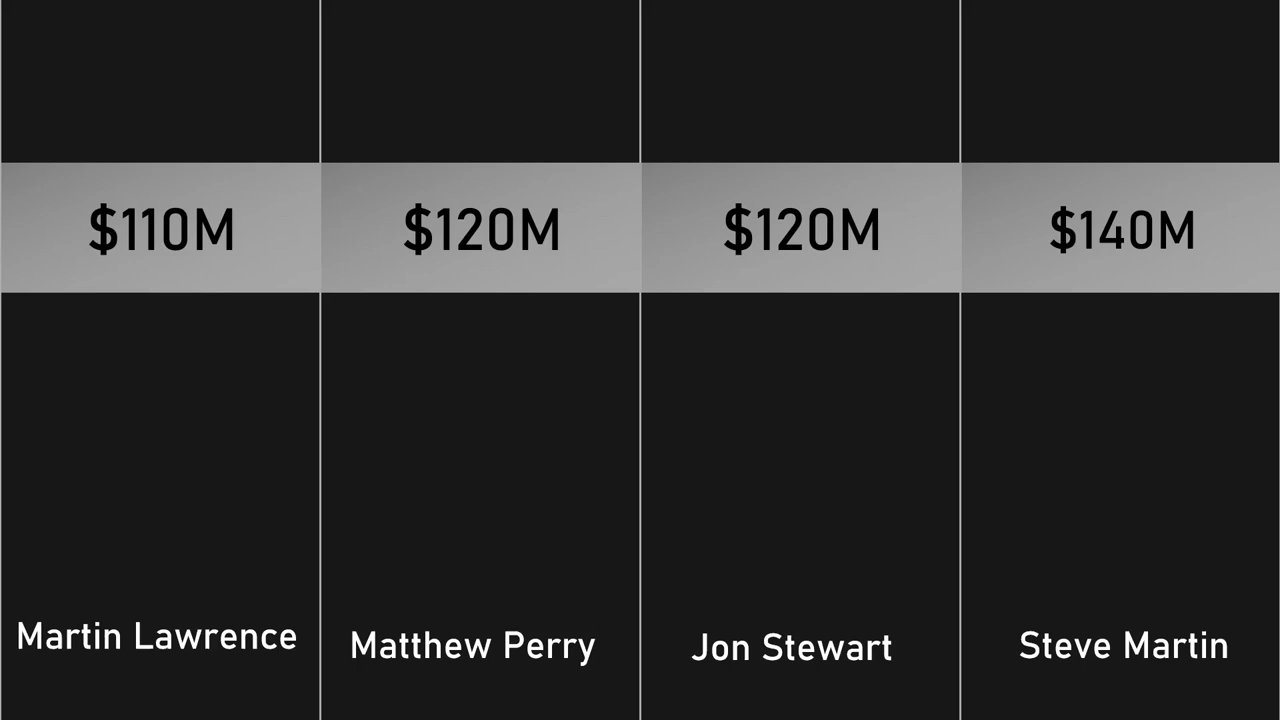 $110M
$120M
$120M
$140M
Martin Lawrence
Matthew Perry
Jon Stewart
Steve Martin